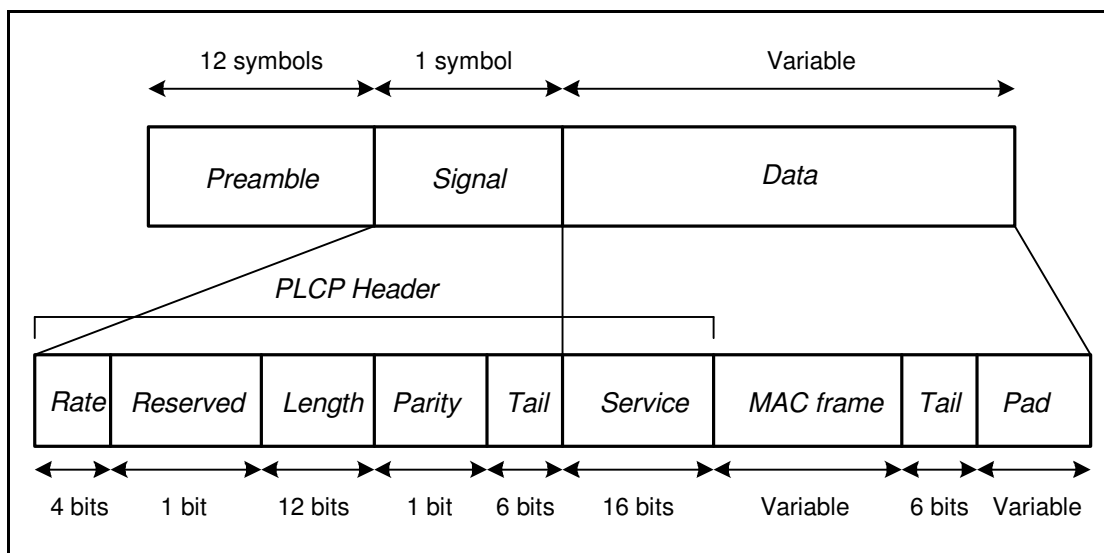 12 symbols 1 symbol Variable
Preamble Signal Data
PLCP Header
Rate Reserved Length Parity Tail Service MAC frame Tail Pad
4 bits 1 bit 12 bits 1 bit 6 bits 16 bits Variable 6 bits Variable